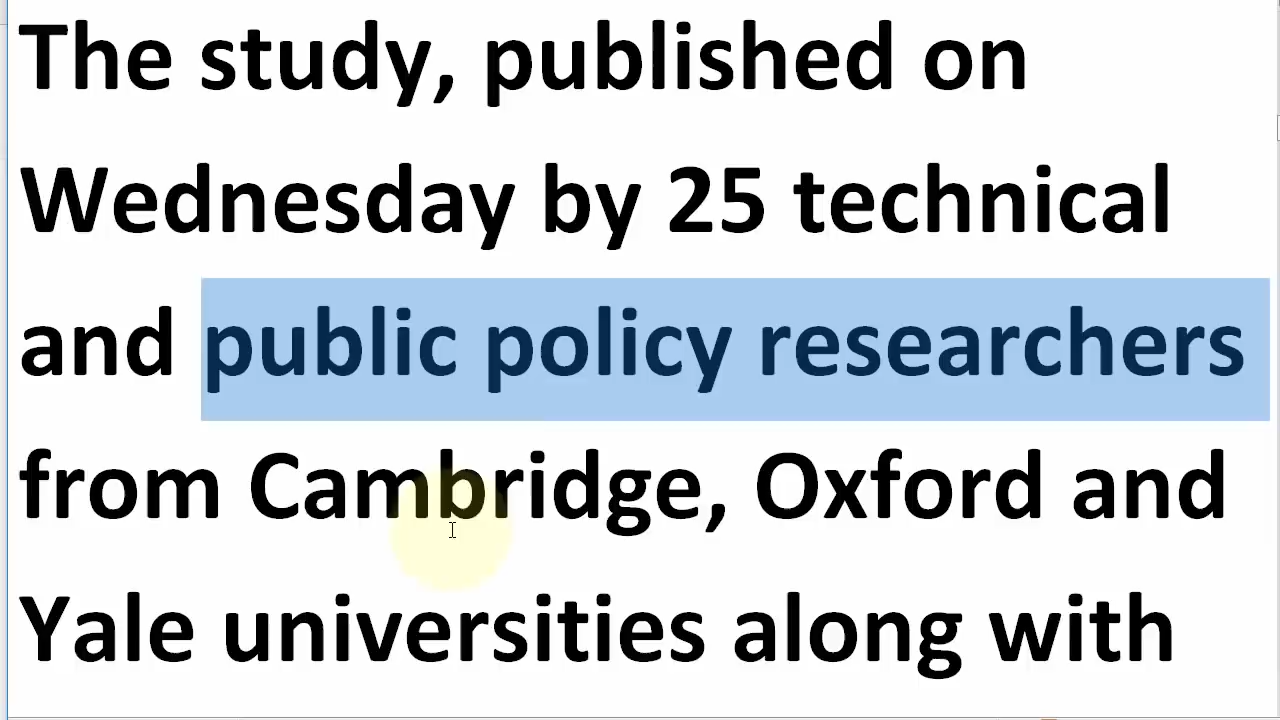 The study, published on
Wednesday by 25 technical
and public policy researchers
from Cambridge, Oxford and
Yale universities along with